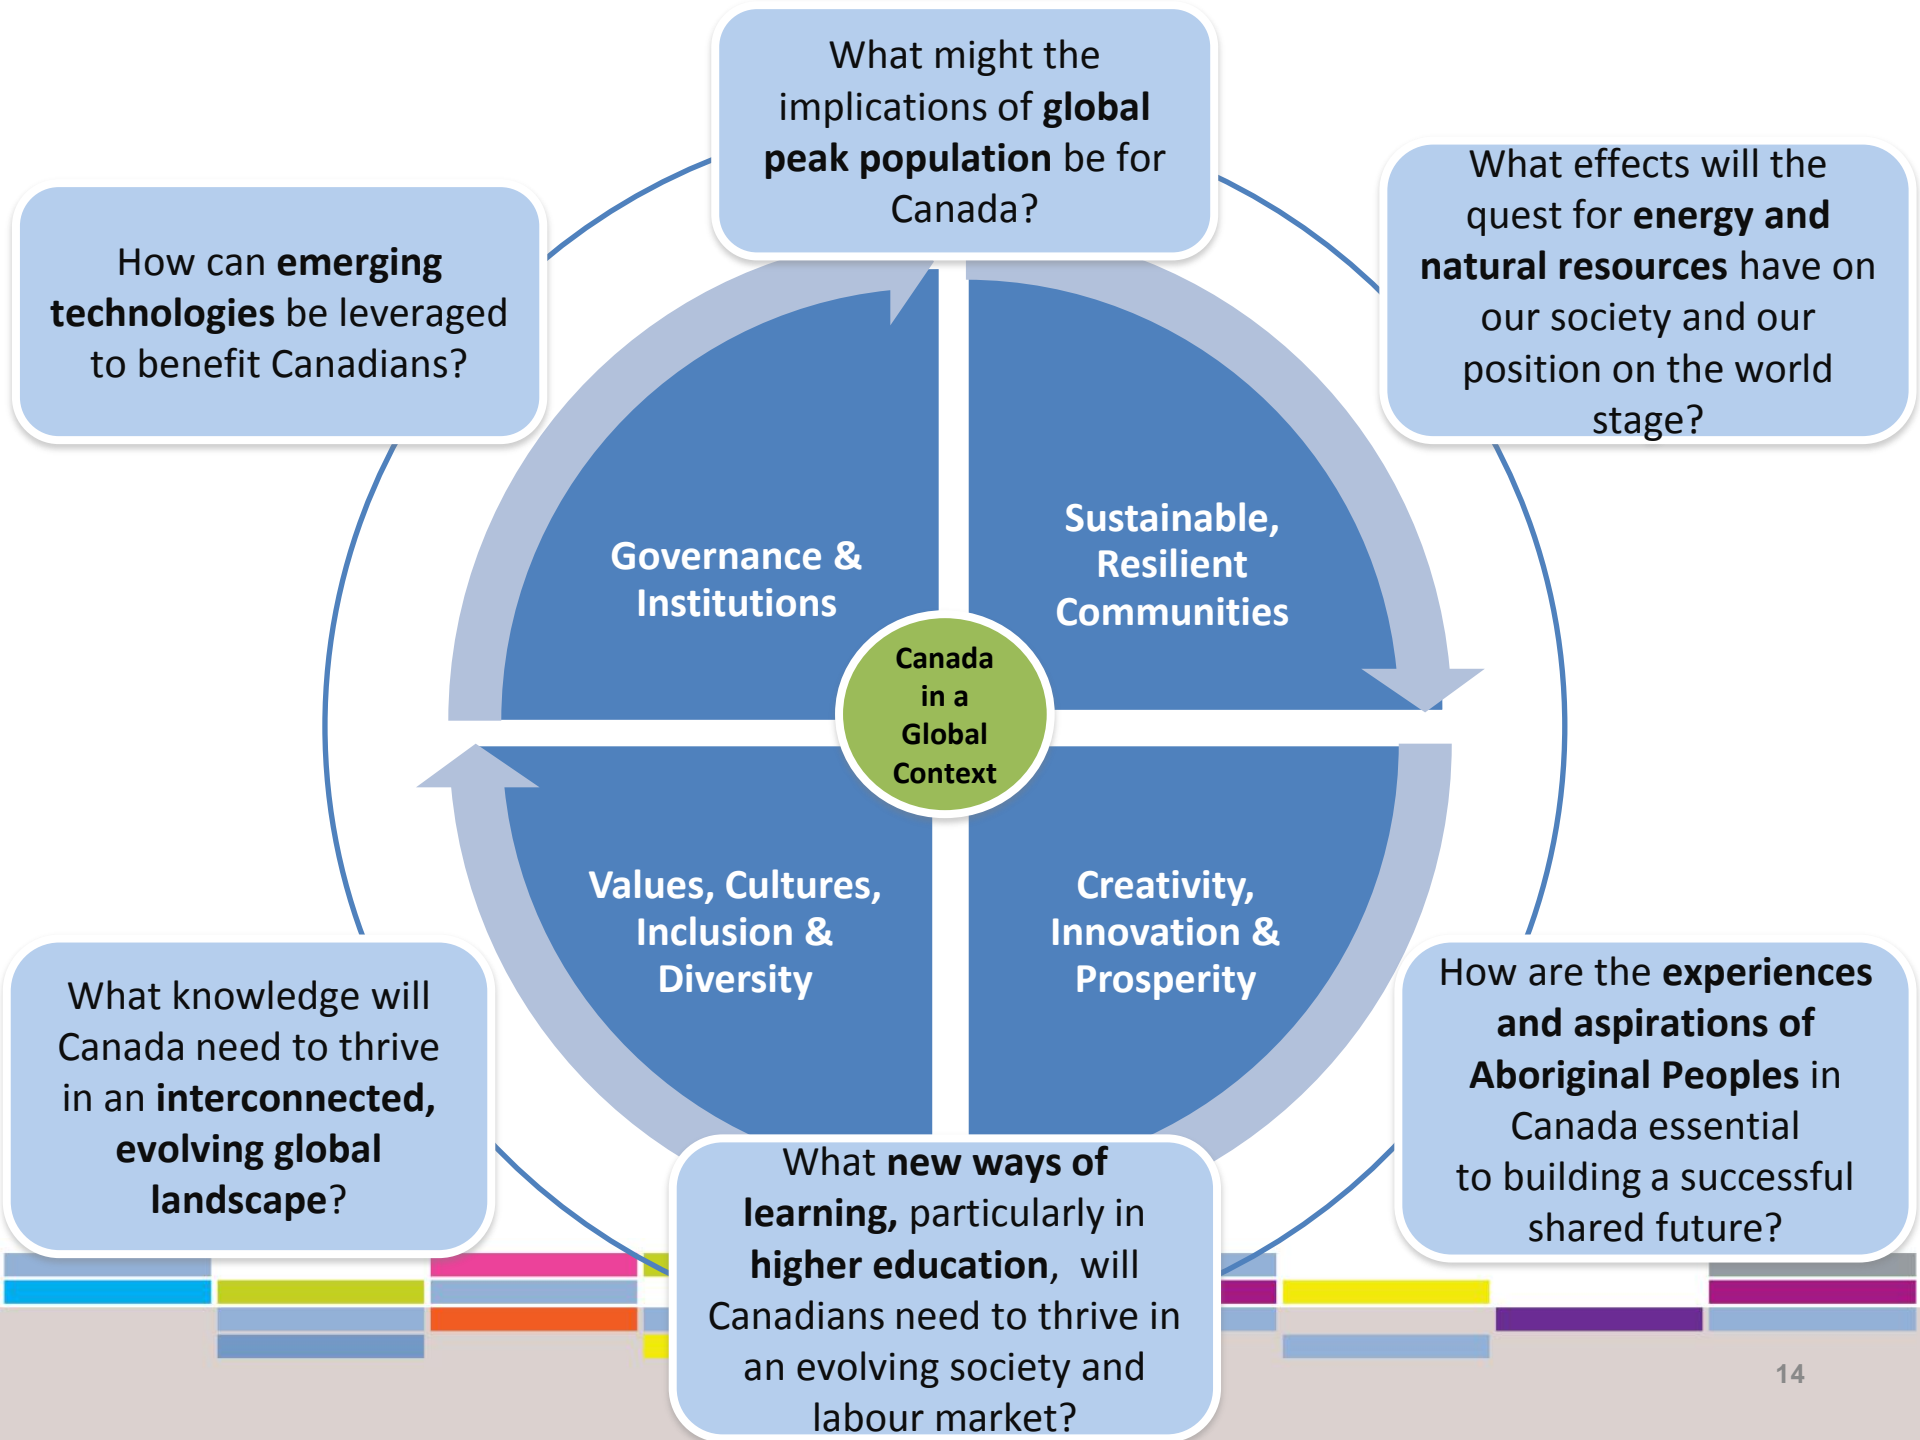 What might the
implications of global
peak population be for
Canada?
What effects will the
quest for energy and
natural resources have on
our society and our
position on the world
stage?
How can emerging
technologies be leveraged
to benefit Canadians?
Governance &
Institutions
Sustainable,
Resilient
Communities
Canada
in a
Global
Context
Values, Cultures,
Inclusion &
Diversity
Creativity,
Innovation &
Prosperity
What knowledge will
Canada need to thrive
in an interconnected,
evolving global
landscape?
How are the experiences
and aspirations of
Aboriginal Peoples in
Canada essential
to building a successful
shared future?
What new ways of
learning, particularly in
higher education, will
Canadians need to thrive in
an evolving society and
labour market?
14